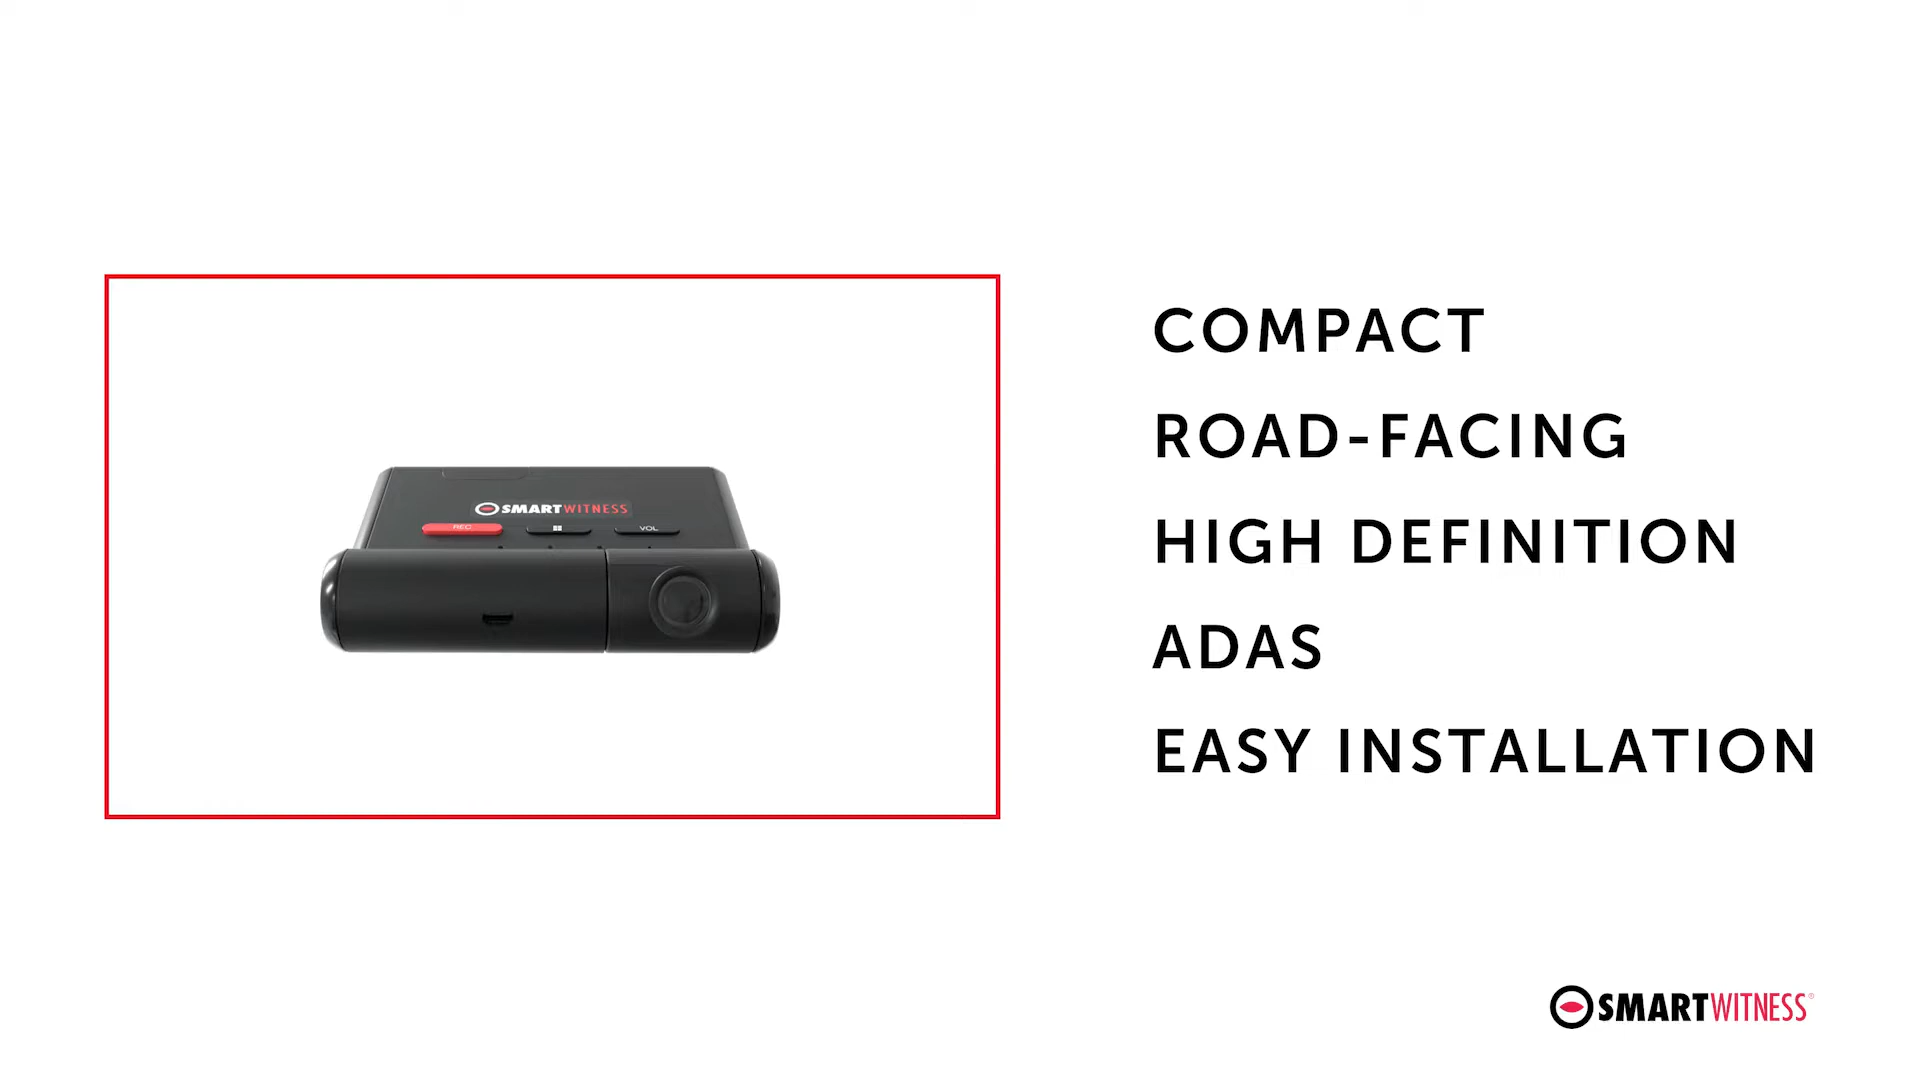 SMARTWITNESS
REC
VOL
COMPACT
ROAD-FACING
HIGH DEFINITION
ADAS
EASY INSTALLATION
SMARTWITNESS®